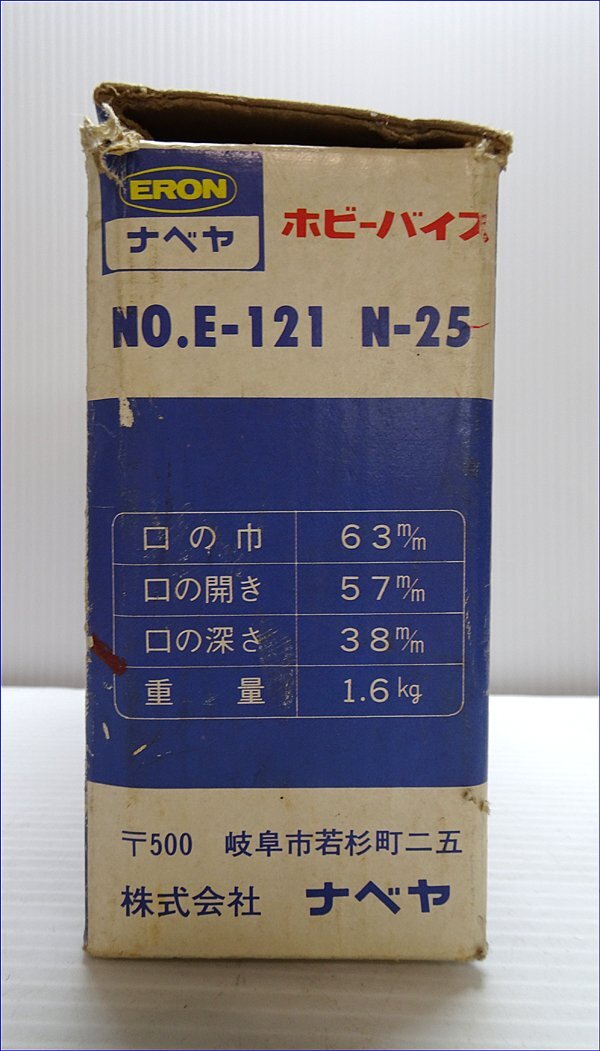 ERON
ナベヤ
ホビーバイス
NO.E-121 N-25
口の巾 63m/m
口の開き 57m/m
口の深さ 38m/m
重量 1.6kg
〒500 岐阜市若杉町二五
株式会社 ナベヤ